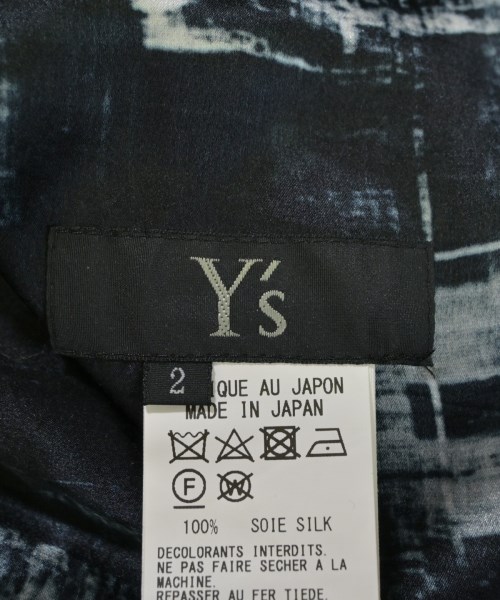 Y's
2
IQUE AU JAPON
MADE IN JAPAN
F W
100% SOIE SILK
DECOLORANTS INTERDITS.
NE PAS FAIRE SECHER A LA
MACHINE.
REPASSER AU FER TIEDE.